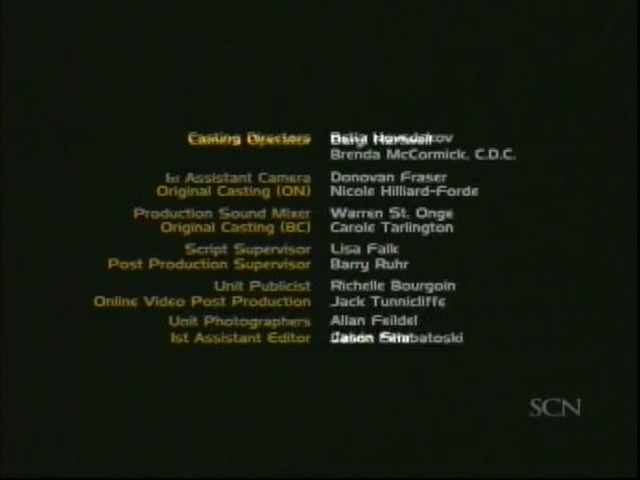 Brenda McCormick, C.D.C.
1st Assistant Camera Donovan Fraser
Original Casting (ON) Nicole Hilliard-Forde
Production Sound Mixer Warren St. Onge
Original Casting (BC) Carole Tarlington
Script Supervisor Lisa Falk
Post Production Supervisor Barry Ruhr
Unit Publicist Richelle Bourgoin
Online Video Post Production Jack Tunnicliffe
Unit Photographers Allan Feildel
1st Assistant Editor
SCN